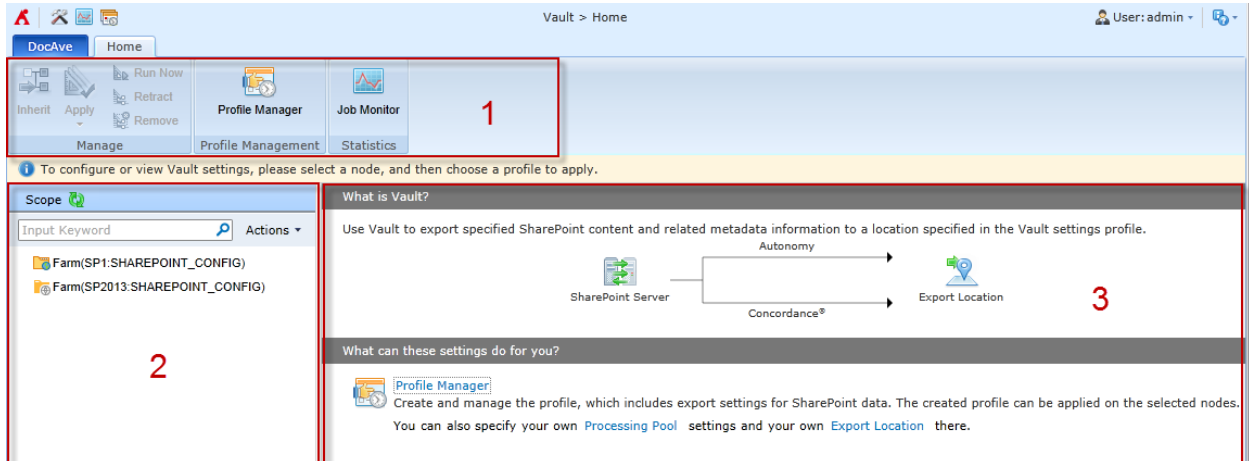 Vault > Home
User: admin
DocAve Home
Inherit Apply Run Now
Retract
Remove
Manage
Profile Manager
Profile Management
Job Monitor
Statistics
1
To configure or view Vault settings, please select a node, and then choose a profile to apply.
Scope
Input Keyword Actions
Farm(SP1:SHAREPOINT_CONFIG)
Farm(SP2013:SHAREPOINT_CONFIG)
2
What is Vault?
Use Vault to export specified SharePoint content and related metadata information to a location specified in the Vault settings profile.
Autonomy
SharePoint Server
Export Location
Concordance®
3
What can these settings do for you?
Profile Manager
Create and manage the profile, which includes export settings for SharePoint data. The created profile can be applied on the selected nodes.
You can also specify your own Processing Pool settings and your own Export Location there.